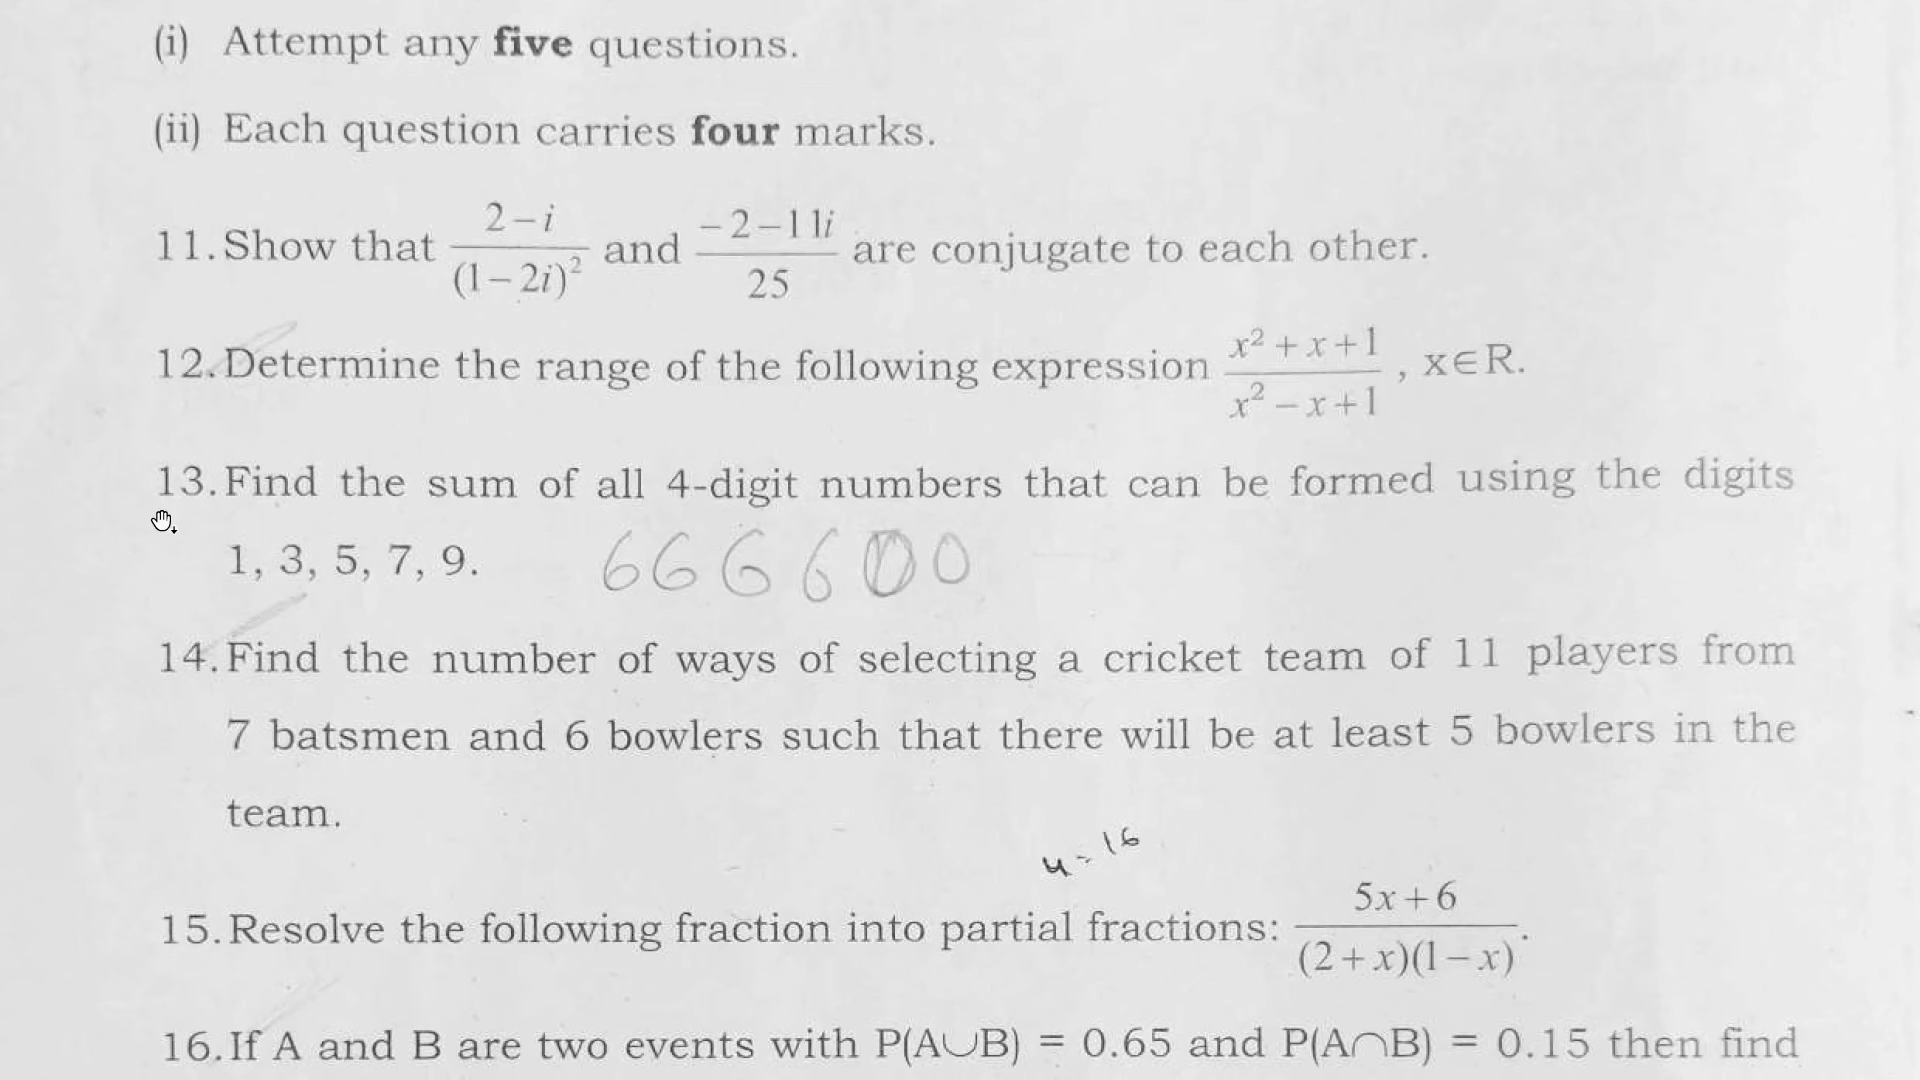 (i) Attempt any five questions.
(ii) Each question carries four marks.
11. Show that \frac{2-i}{(1-2i)^2} and \frac{-2-11i}{25} are conjugate to each other.
12. Determine the range of the following expression \frac{x^2+x+1}{x^2-x+1}, x∈R.
13. Find the sum of all 4-digit numbers that can be formed using the digits
1, 3, 5, 7, 9. 666600
14. Find the number of ways of selecting a cricket team of 11 players from
7 batsmen and 6 bowlers such that there will be at least 5 bowlers in the
team.
15. Resolve the following fraction into partial fractions: \frac{5x+6}{(2+x)(1-x)}.
16. If A and B are two events with P(A∪B) = 0.65 and P(A∩B) = 0.15 then find